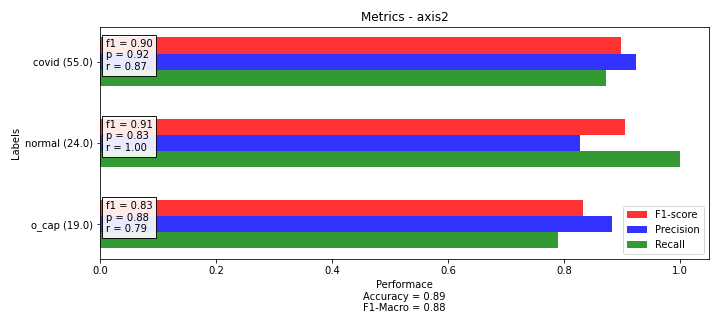 Metrics - axis2
Labels
covid (55.0)
f1 = 0.90
p = 0.92
r = 0.87
normal (24.0)
f1 = 0.91
p = 0.83
r = 1.00
o_cap (19.0)
f1 = 0.83
p = 0.88
r = 0.79
F1-score
Precision
Recall
0.0 0.2 0.4 0.6 0.8 1.0
Performace
Accuracy = 0.89
F1-Macro = 0.88